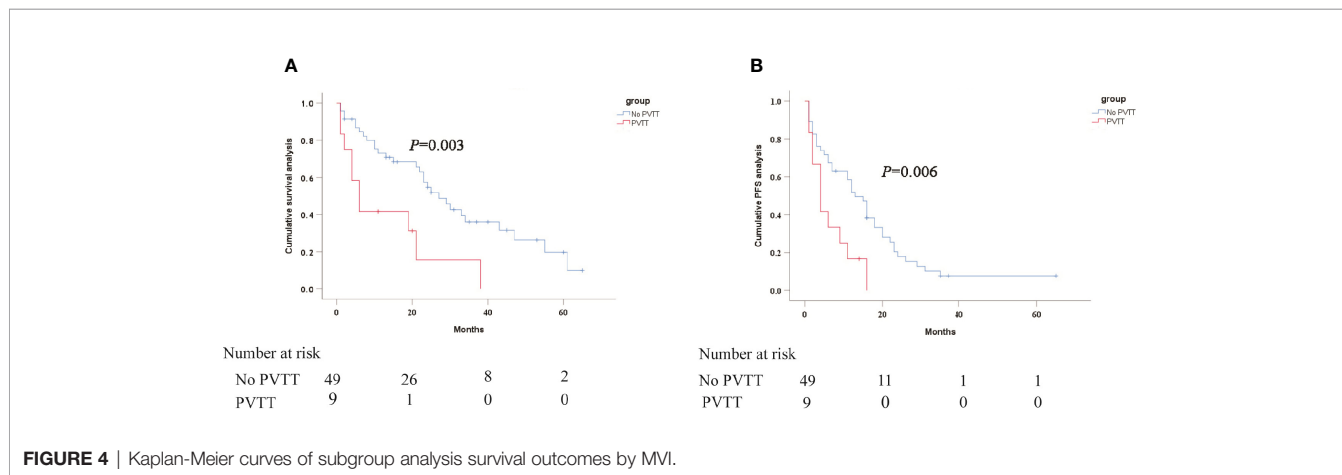 A
group
No PVTT
PVTT
P=0.003
Cumulative survival analysis
1.0
0.8
0.6
0.4
0.2
0.0
0 20 40 60
Months
Number at risk
No PVTT 49 26 8 2
PVTT 9 1 0 0
B
group
No PVTT
PVTT
P=0.006
Cumulative PFS analysis
1.0
0.8
0.6
0.4
0.2
0.0
0 20 40 60
Months
Number at risk
No PVTT 49 11 1 1
PVTT 9 0 0 0
FIGURE 4 | Kaplan-Meier curves of subgroup analysis survival outcomes by MVI.